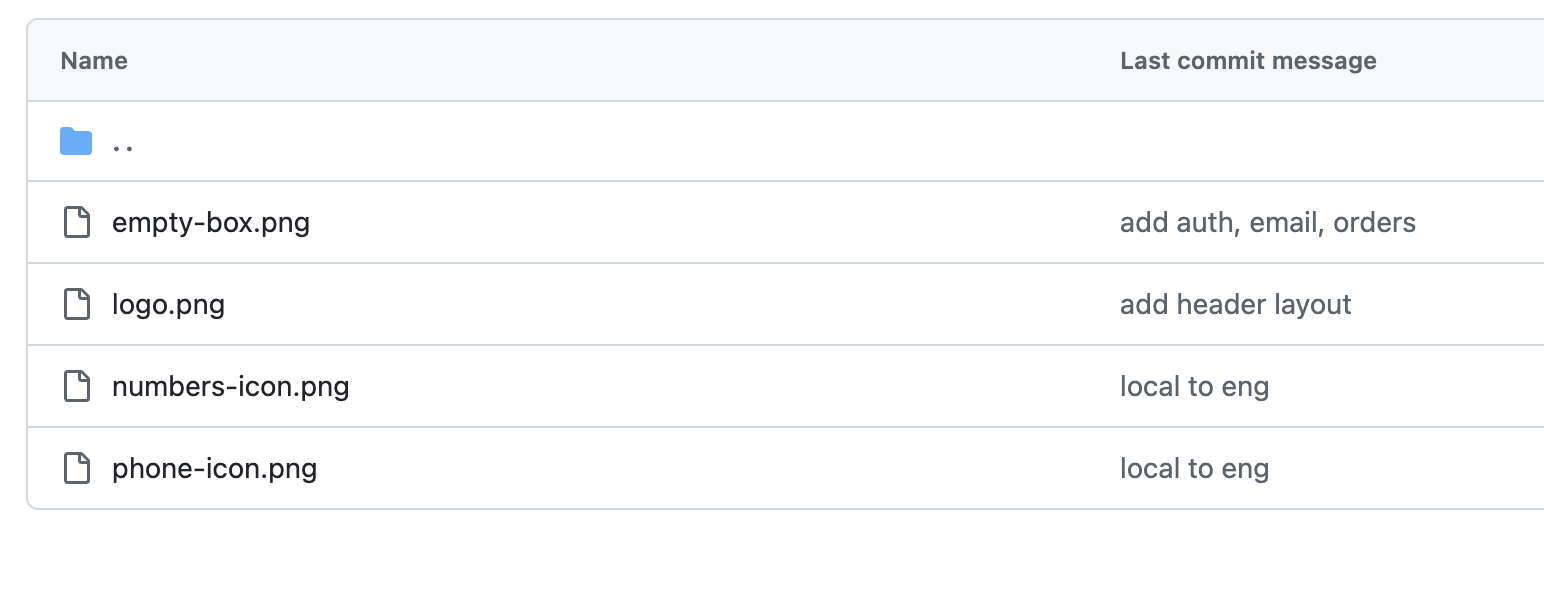 Name Last commit message
..
empty-box.png add auth, email, orders
logo.png add header layout
numbers-icon.png local to eng
phone-icon.png local to eng